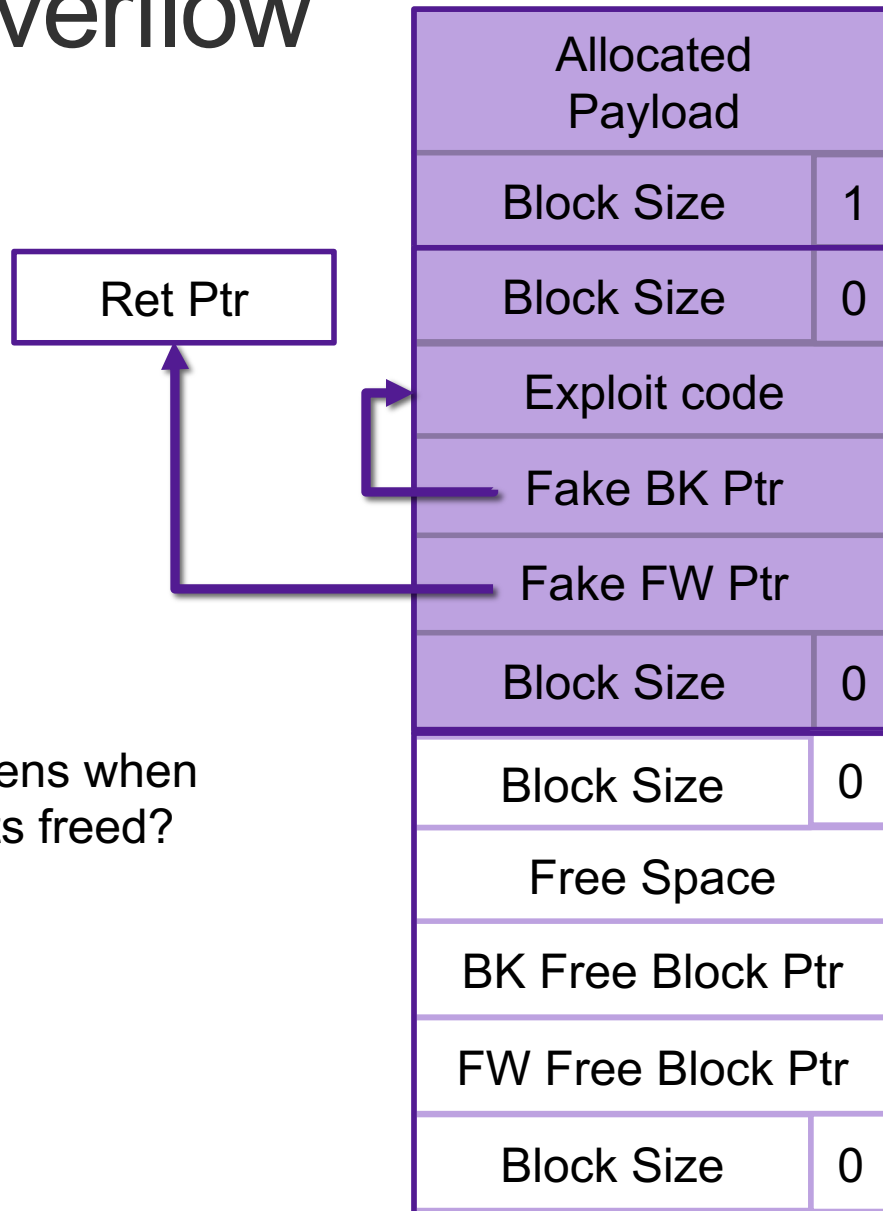 verflow
Allocated
Payload
Block Size 1
Ret Ptr
Block Size 0
Exploit code
Fake BK Ptr
Fake FW Ptr
Block Size 0
ens when
ts freed?
Block Size 0
Free Space
BK Free Block Ptr
FW Free Block Ptr
Block Size 0